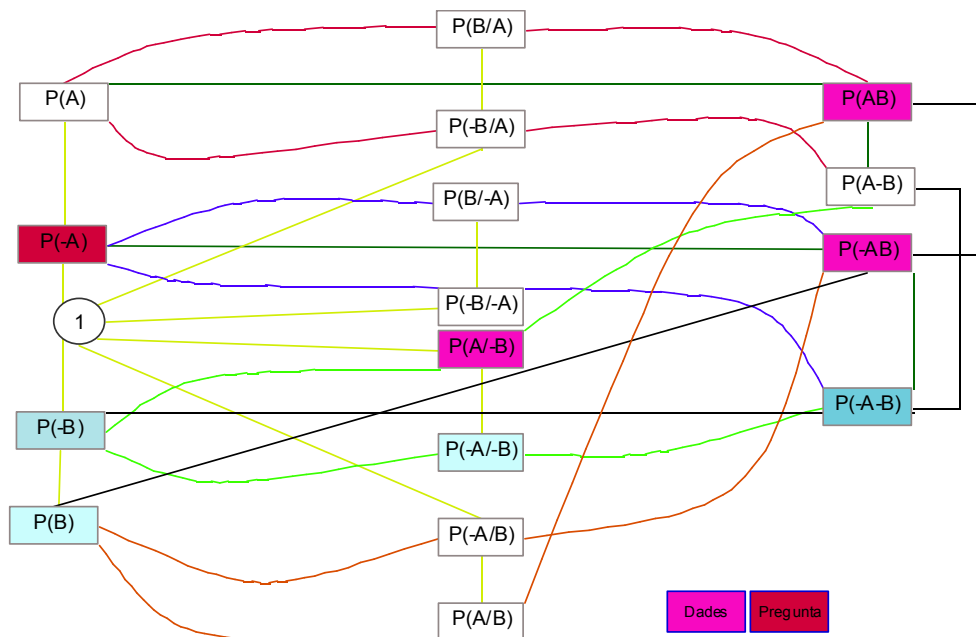 P(B/A)
P(A)
P(AB)
P(-B/A)
P(A-B)
P(B/-A)
P(-A)
P(-AB)
P(-B/-A)
1
P(A/-B)
P(-B)
P(-A-B)
P(-A/-B)
P(B)
P(-A/B)
P(A/B)
Dades
Pregunta